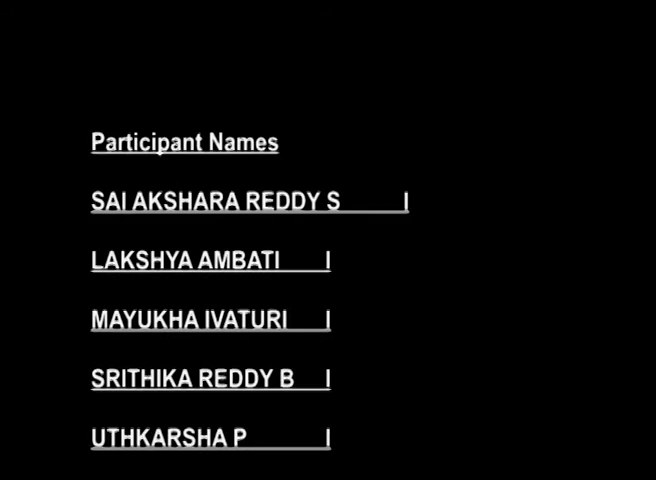 Participant Names
SAI AKSHARA REDDY S I
LAKSHYA AMBATI I
MAYUKHA IVATURI I
SRITHIKA REDDY B I
UTHKARSHA P I